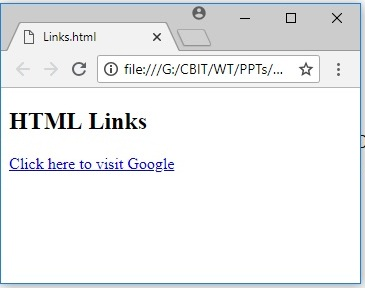 Links.html
file:///G:/CBIT/WT/PPTs/...
HTML Links
Click here to visit Google